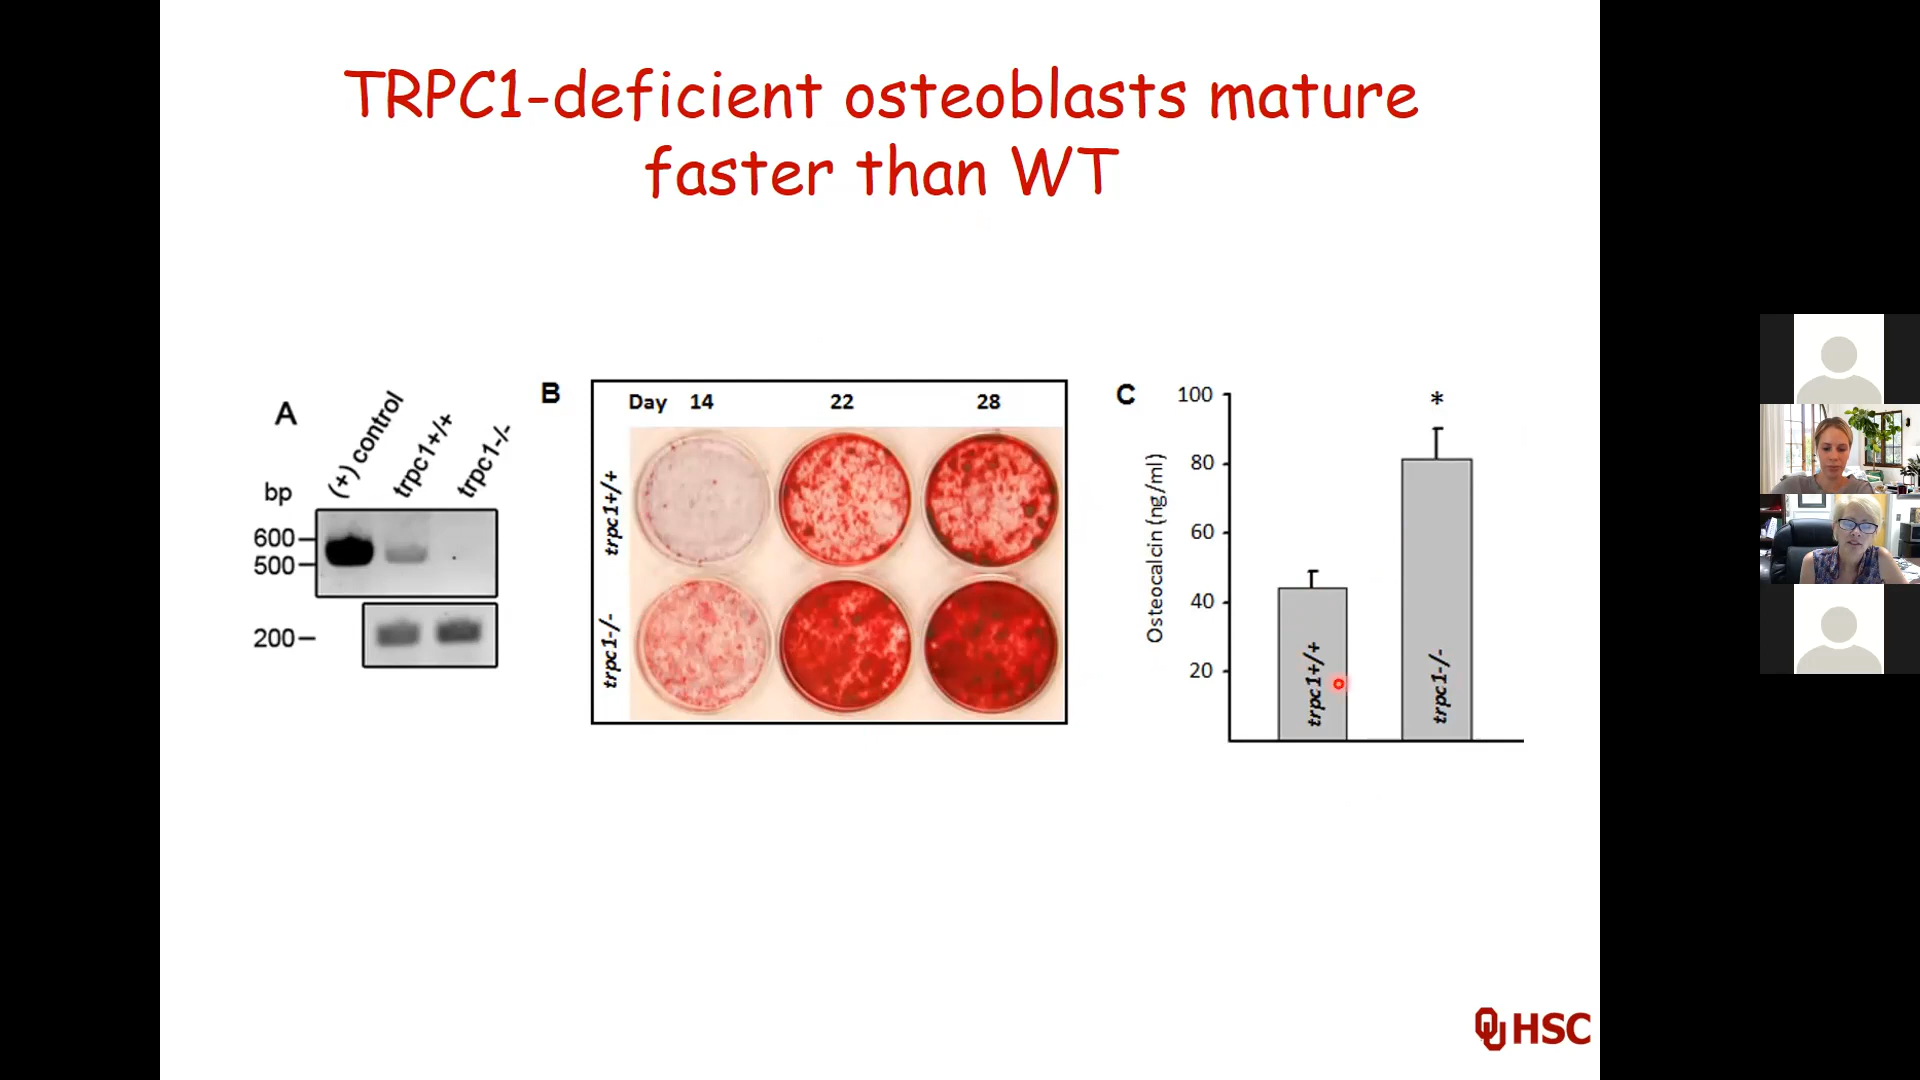 TRPC1-deficient osteoblasts mature
faster than WT
A
(+) control
trpc1+/+
trpc1-/-
bp
600
500
200
B
Day 14 22 28
trpc1+/+
trpc1-/-
C
Osteocalcin (ng/ml)
100
80
60
40
20
*
trpc1+/+
trpc1-/-
OU HSC